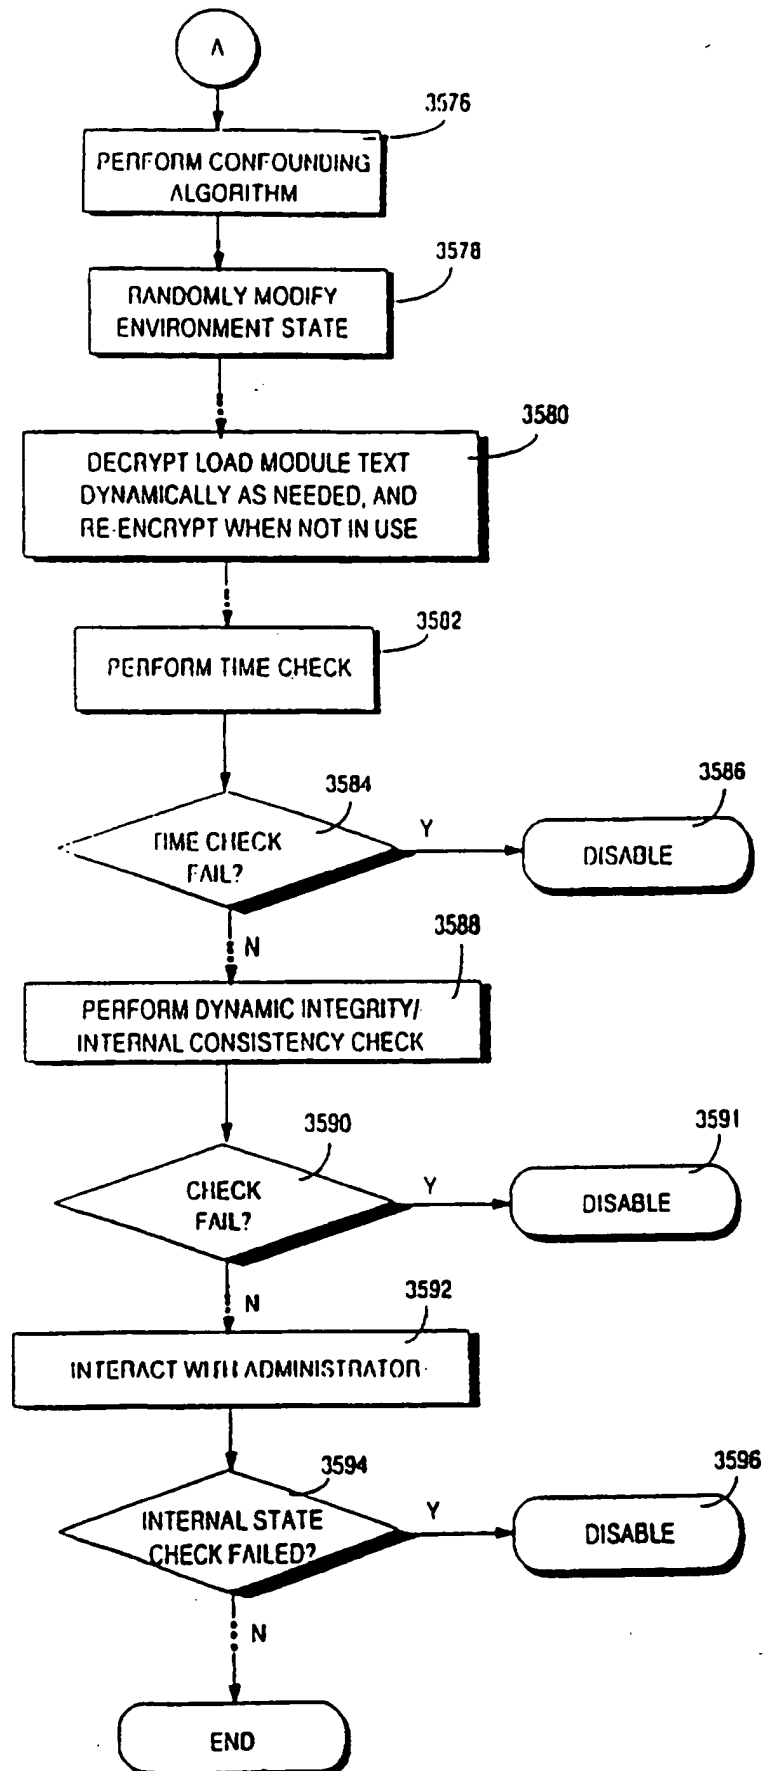 A
3576
PERFORM CONFOUNDING
ALGORITHM
3578
RANDOMLY MODIFY
ENVIRONMENT STATE
3580
DECRYPT LOAD MODULE TEXT
DYNAMICALLY AS NEEDED, AND
RE-ENCRYPT WHEN NOT IN USE
3582
PERFORM TIME CHECK
3584
3586
TIME CHECK
FAIL?
Y
DISABLE
N
3588
PERFORM DYNAMIC INTEGRITY/
INTERNAL CONSISTENCY CHECK
3590
3591
CHECK
FAIL?
Y
DISABLE
N
3592
INTERACT WITH ADMINISTRATOR
3594
3596
INTERNAL STATE
CHECK FAILED?
Y
DISABLE
N
END